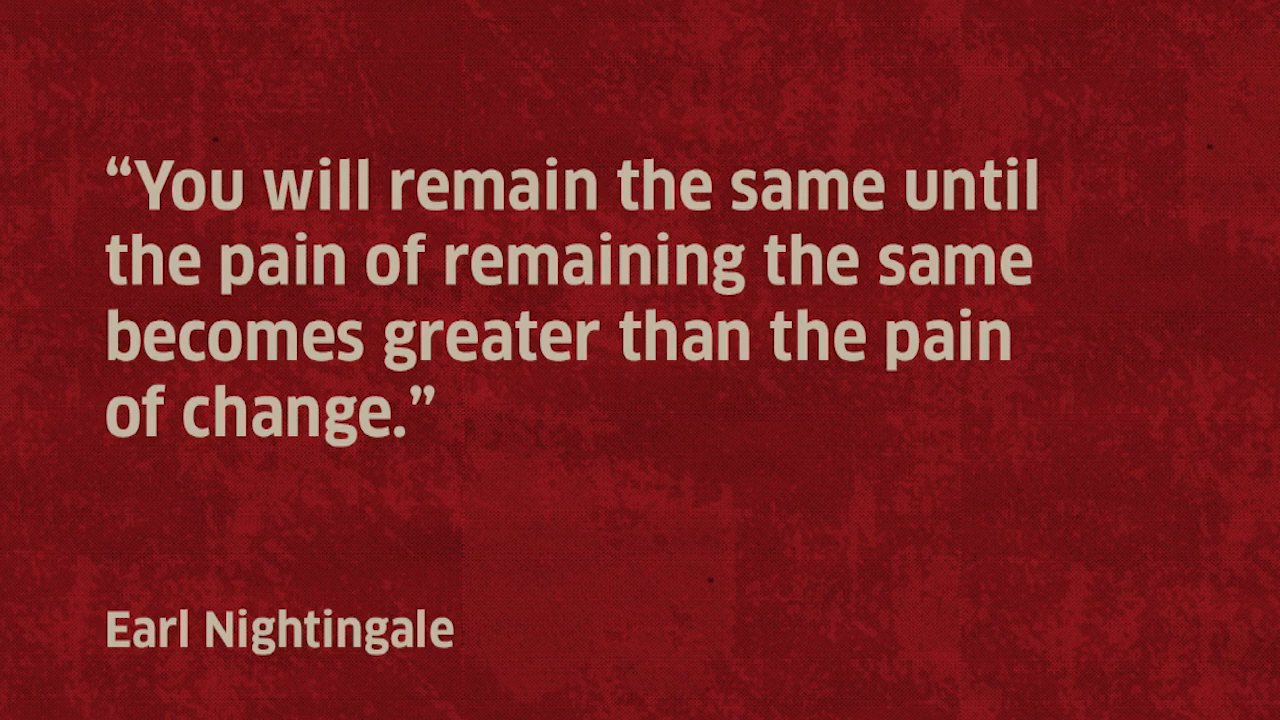 “You will remain the same until
the pain of remaining the same
becomes greater than the pain
of change.”
Earl Nightingale